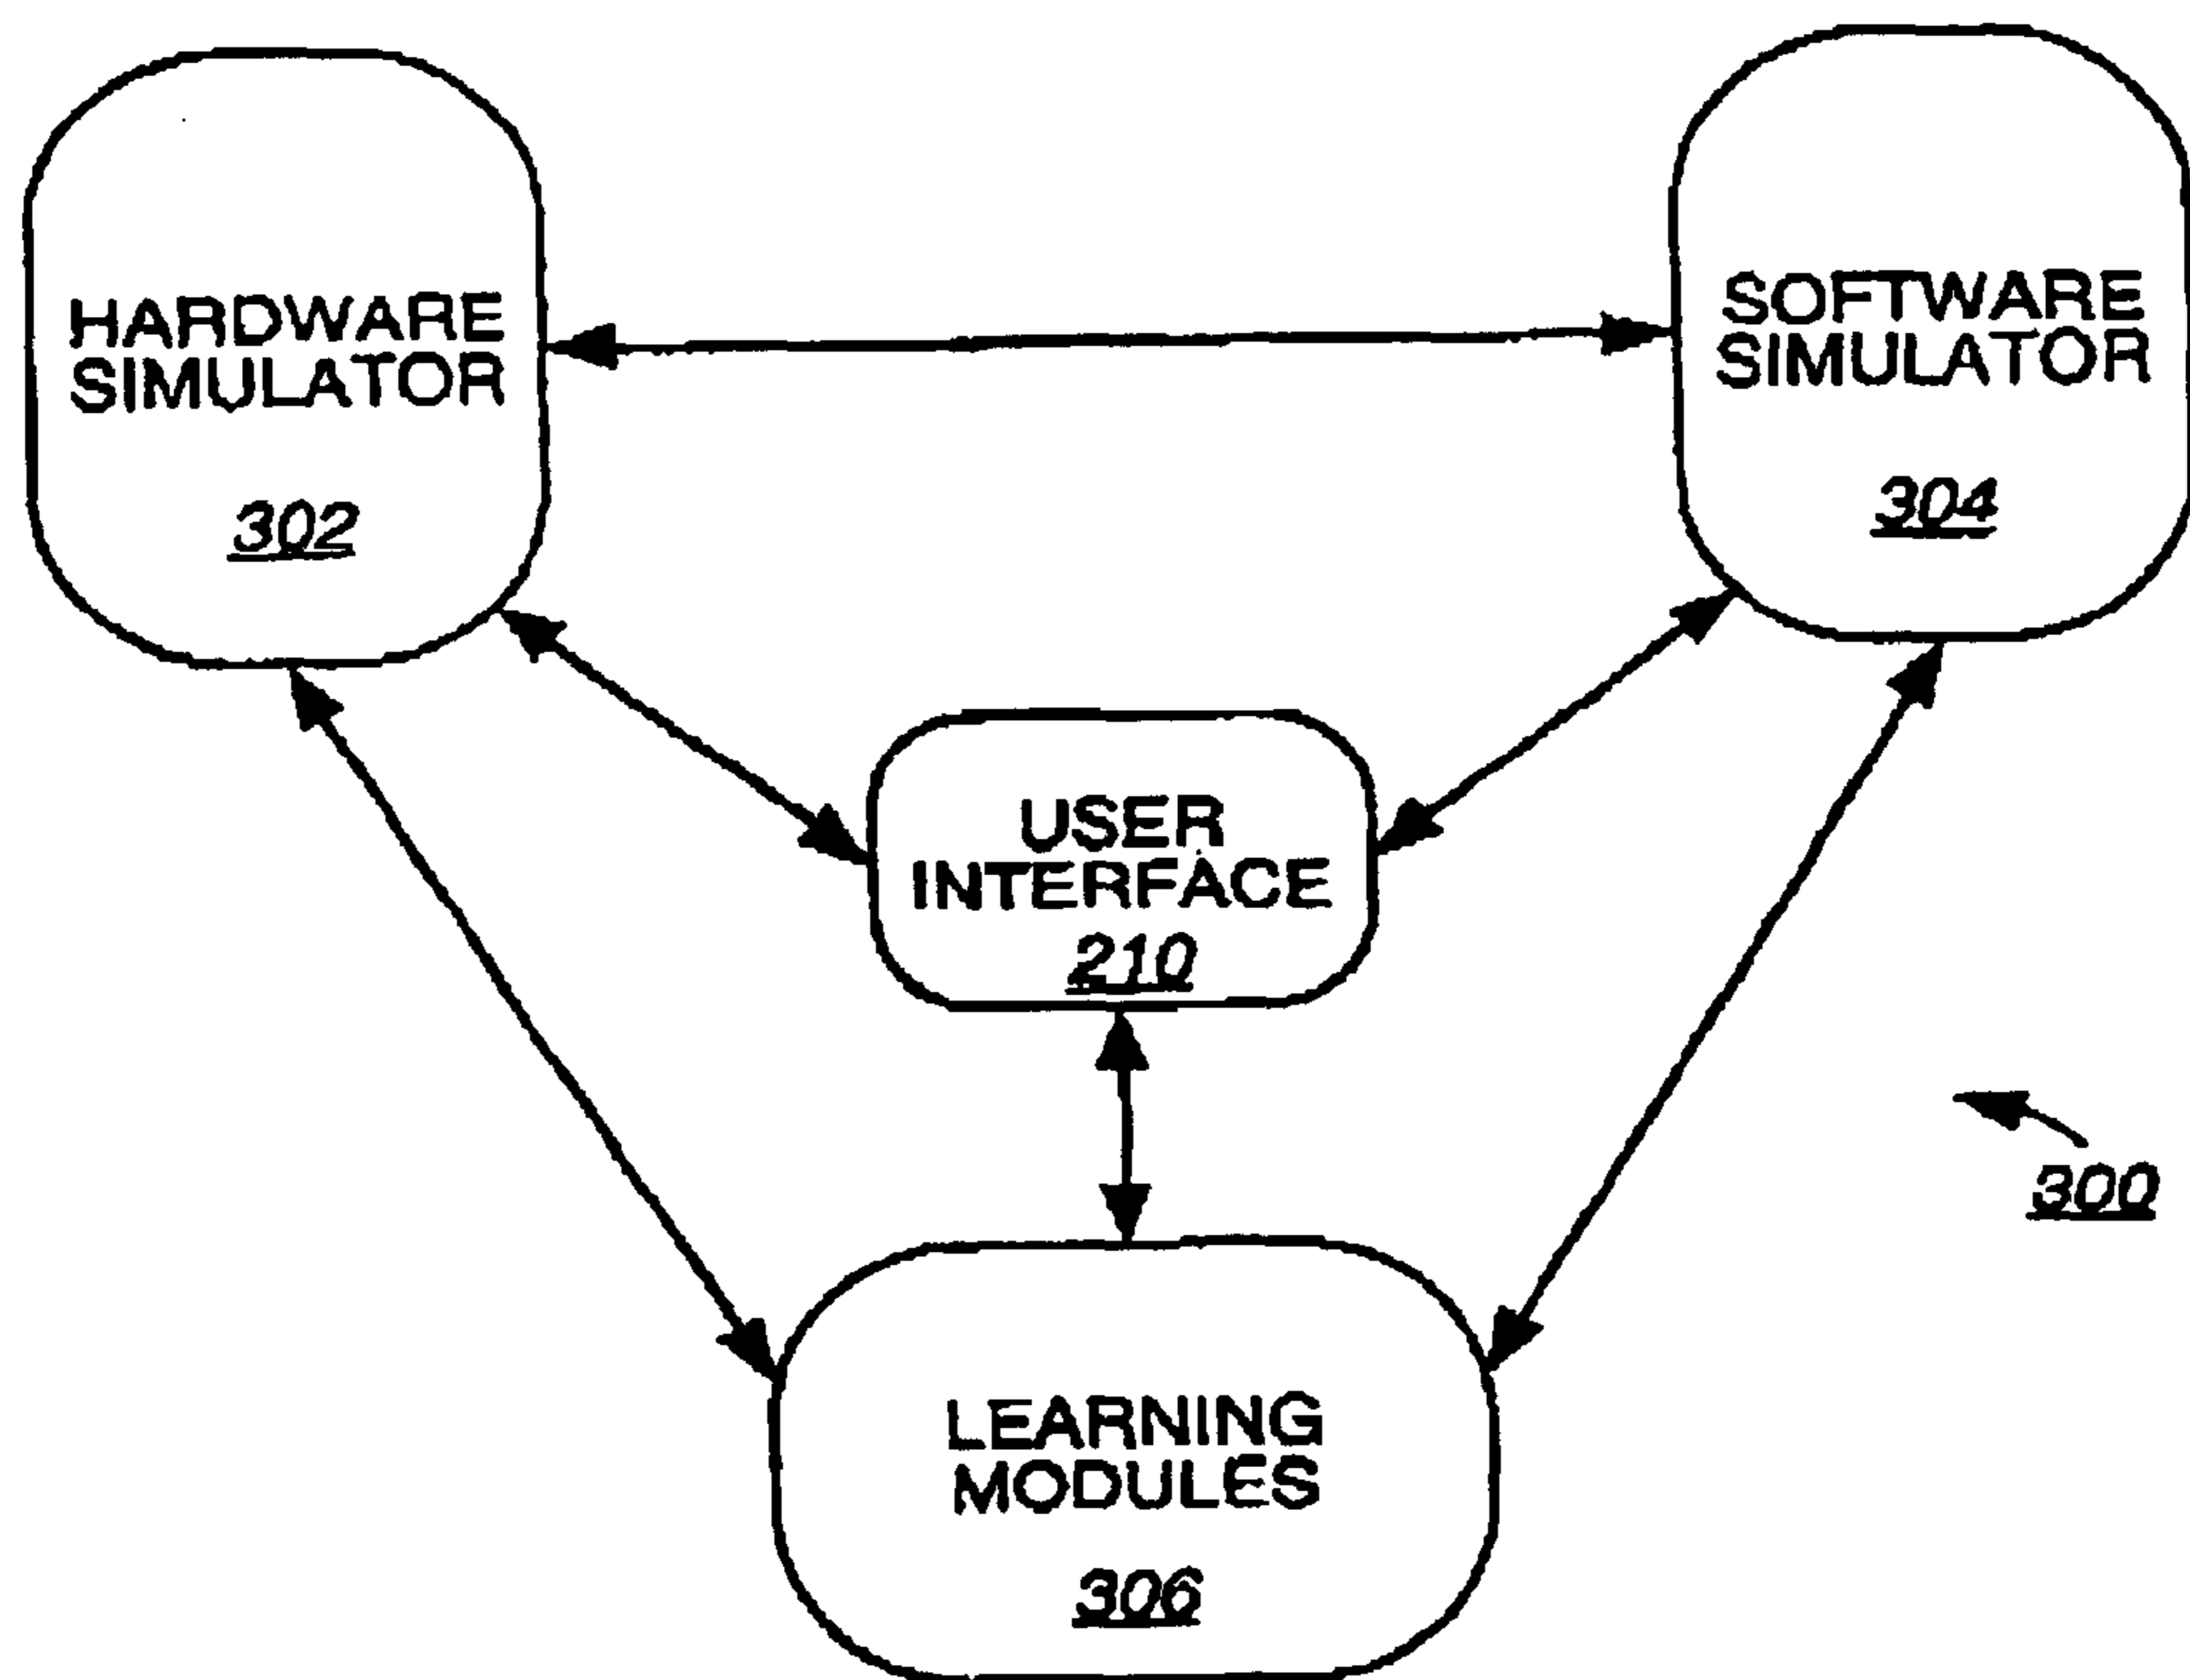 HARDWARE
SIMULATOR
302
SOFTWARE
SIMULATOR
304
USER
INTERFACE
210
300
LEARNING
MODULES
306